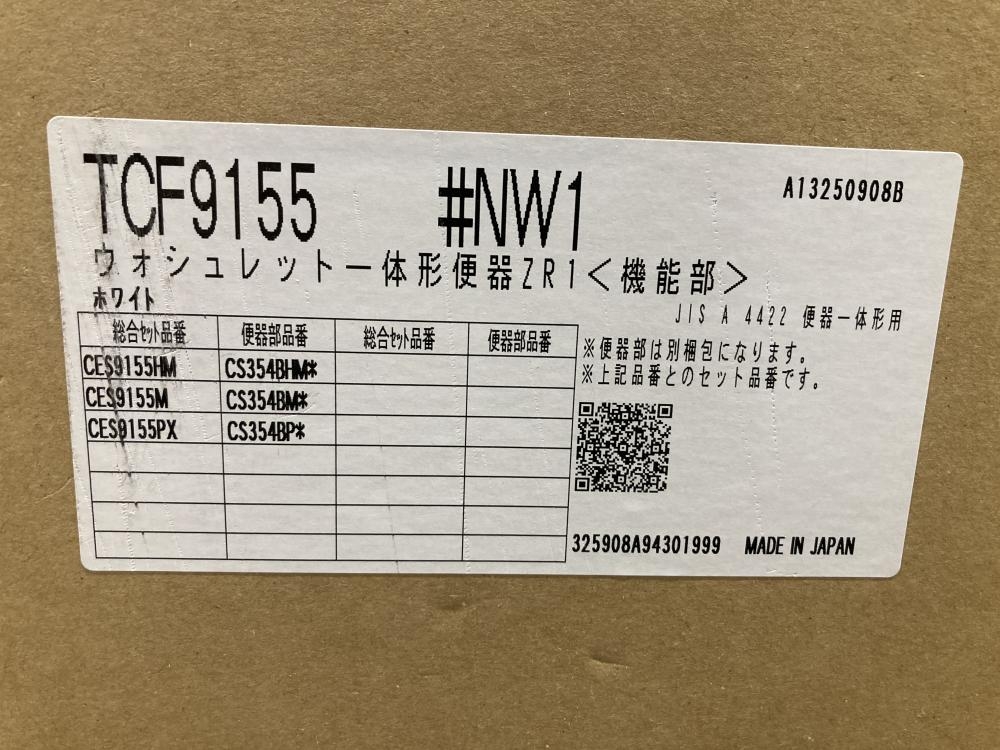 TCF9155 #NW1 A13250908B
ウォシュレット一体形便器ZR1＜機能部＞
ホワイト
JIS A 4422 便器一体形用
総合ｾｯﾄ品番 便器部品番 総合ｾｯﾄ品番 便器部品番
CES9155HM CS354BHM*
CES9155M CS354BM*
CES9155PX CS354BP*
※便器部は別梱包になります。
※上記品番とのセット品番です。
325908A94301999 MADE IN JAPAN